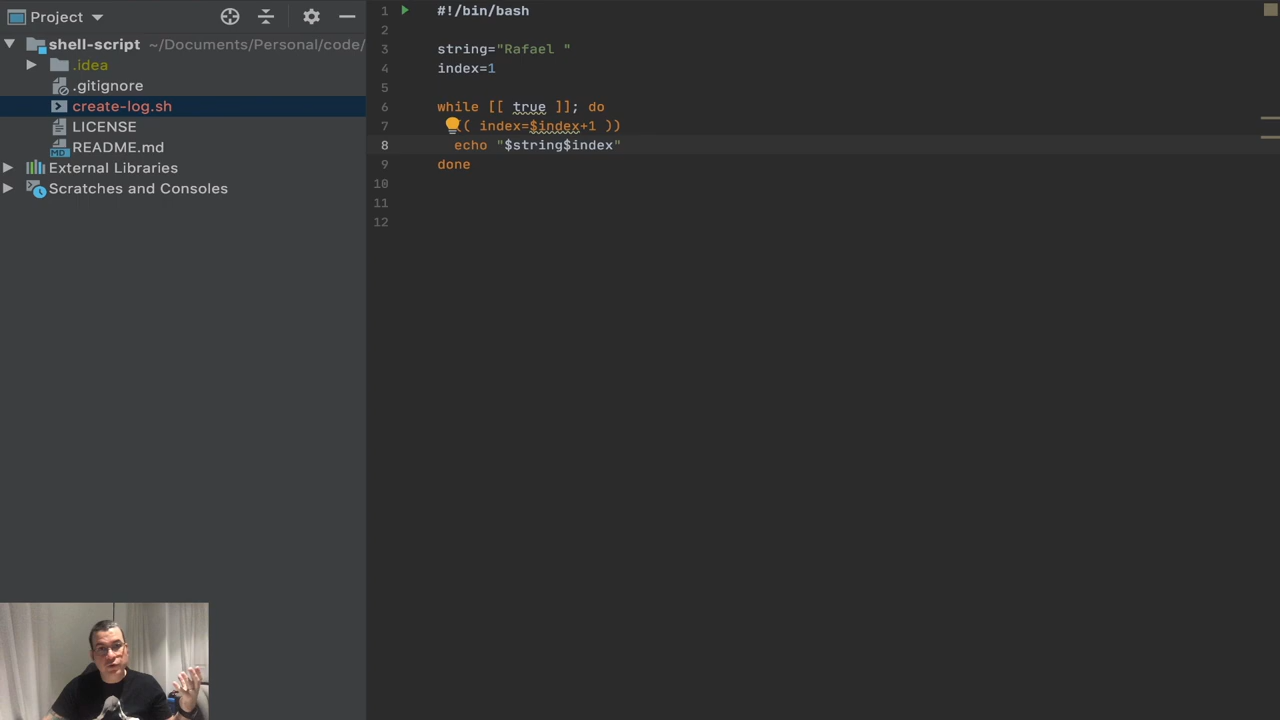 Project
shell-script ~/Documents/Personal/code/
.idea
.gitignore
create-log.sh
LICENSE
MD README.md
External Libraries
Scratches and Consoles
1 #!/bin/bash
2
3 string="Rafael "
4 index=1
5
6 while [[ true ]]; do
7 ( index=$index+1 ))
8 echo "$string$index"
9 done
10
11
12